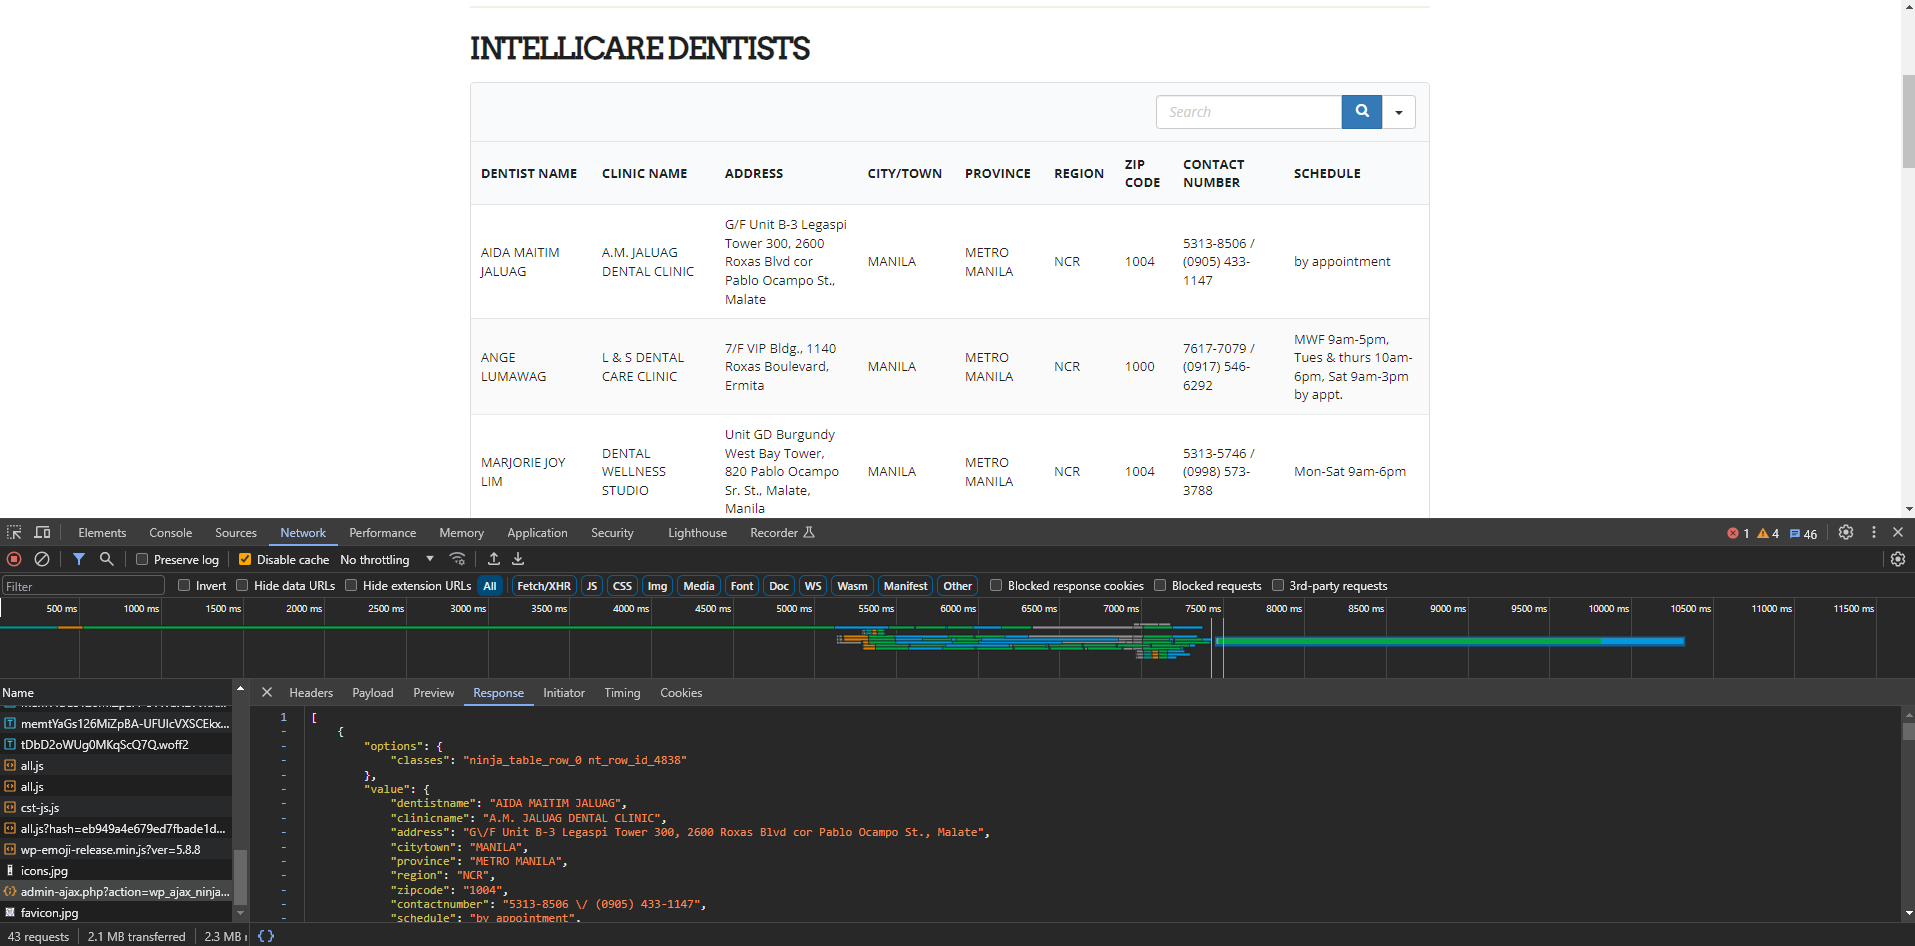 INTELLICARE DENTISTS
Search
DENTIST NAME CLINIC NAME ADDRESS CITY/TOWN PROVINCE REGION ZIP CODE CONTACT NUMBER SCHEDULE
AIDA MAITIM JALUAG
A.M. JALUAG DENTAL CLINIC
G/F Unit B-3 Legaspi
Tower 300, 2600
Roxas Blvd cor
Pablo Ocampo St.,
Malate
MANILA
METRO MANILA
NCR
1004
5313-8506 /
(0905) 433-
1147
by appointment
ANGE LUMAWAG
L & S DENTAL CARE CLINIC
7/F VIP Bldg., 1140
Roxas Boulevard,
Ermita
MANILA
METRO MANILA
NCR
1000
7617-7079 /
(0917) 546-
6292
MWF 9am-5pm,
Tues & thurs 10am-
6pm, Sat 9am-3pm
by appt.
MARJORIE JOY LIM
DENTAL WELLNESS STUDIO
Unit GD Burgundy
West Bay Tower,
820 Pablo Ocampo
Sr. St., Malate,
Manila
MANILA
METRO MANILA
NCR
1004
5313-5746 /
(0998) 573-
3788
Mon-Sat 9am-6pm
Elements Console Sources Network Performance Memory Application Security Lighthouse Recorder 1 4 46
Preserve log Disable cache No throttling
Filter Invert Hide data URLs Hide extension URLs All Fetch/XHR JS CSS Img Media Font Doc WS Wasm Manifest Other Blocked response cookies Blocked requests 3rd-party requests
500 ms 1000 ms 1500 ms 2000 ms 2500 ms 3000 ms 3500 ms 4000 ms 4500 ms 5000 ms 5500 ms 6000 ms 6500 ms 7000 ms 7500 ms 8000 ms 8500 ms 9000 ms 9500 ms 10000 ms 10500 ms 11000 ms 11500 ms
Name
memtYaGs126MiZpBA-UFUIcVXSCEkx...
tDbD2oWUg0MKqScQ7Q.woff2
all.js
all.js
cst-js.js
all.js?hash=eb949a4e679ed7fbade1d...
wp-emoji-release.min.js?ver=5.8.8
icons.jpg
admin-ajax.php?action=wp_ajax_ninja...
favicon.jpg
43 requests 2.1 MB transferred 2.3 MB
Headers Payload Preview Response Initiator Timing Cookies
1 [
- {
- "options": {
- "classes": "ninja_table_row_0 nt_row_id_4838"
- },
- "value": {
- "dentistname": "AIDA MAITIM JALUAG",
- "clinicname": "A.M. JALUAG DENTAL CLINIC",
- "address": "G\/F Unit B-3 Legaspi Tower 300, 2600 Roxas Blvd cor Pablo Ocampo St., Malate",
- "citytown": "MANILA",
- "province": "METRO MANILA",
- "region": "NCR",
- "zipcode": "1004",
- "contactnumber": "5313-8506 \/ (0905) 433-1147",
- "schedule": "by appointment",
{}